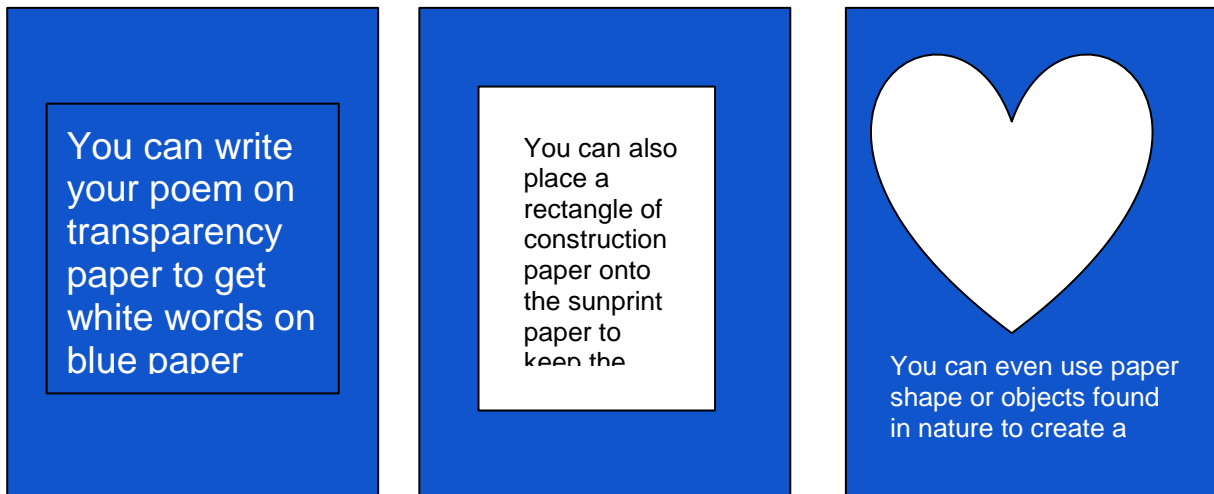 You can write
your poem on
transparency
paper to get
white words on
blue paper
You can also
place a
rectangle of
construction
paper onto
the sunprint
paper to
keep the
You can even use paper
shape or objects found
in nature to create a